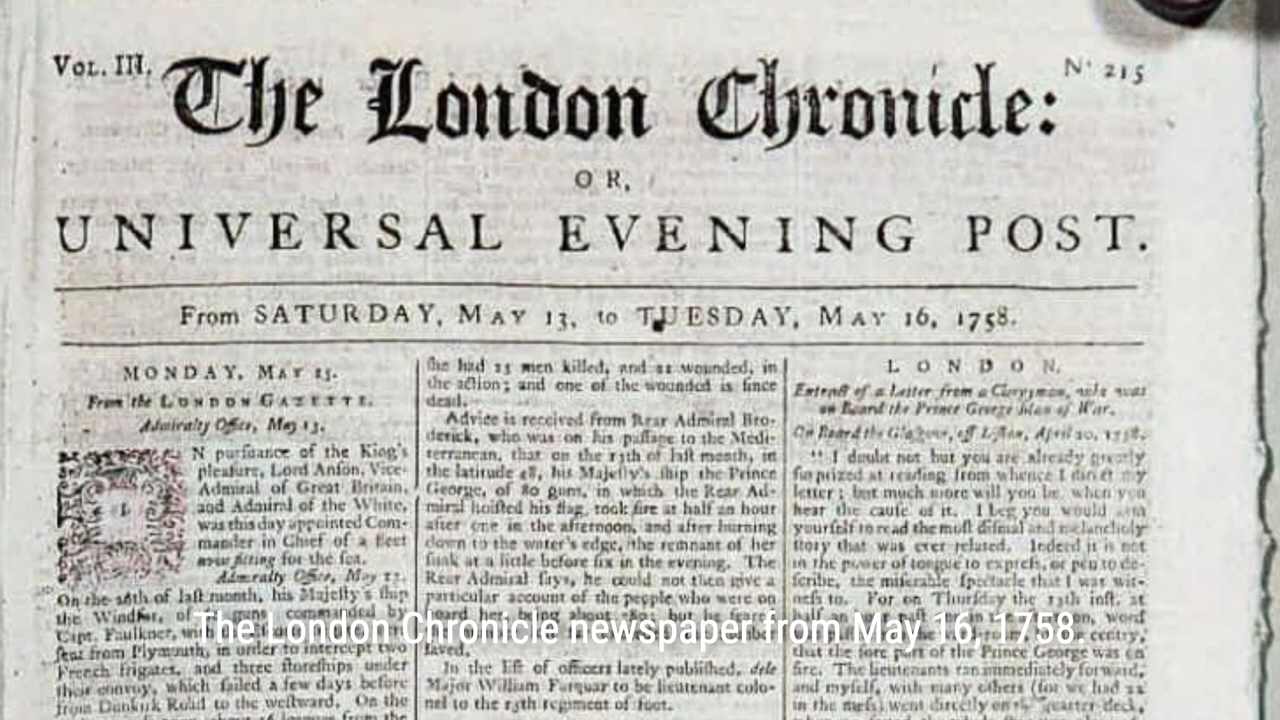 VOL. III.
The London Chronicle:
N° 215
OR,
UNIVERSAL EVENING POST.
From SATURDAY, MAY 13, to TUESDAY, MAY 16, 1758.
MONDAY, MAY 15.
From the LONDON GAZETTE.
Admiralty Office, May 13.
IN pursuance of the King's
pleasure, Lord Anson, Vice-
Admiral of Great Britain,
and Admiral of the White,
was this day appointed Com-
mander in Chief of a fleet
now fitting for the sea.
Admiralty Office, May
On the 26th of last month, his Majesty's ship
the Windsor, of guns, commanded by
Capt. Faulkner,
sent from Plymouth, in order to intercept two
French frigates, and three storeships under
their convoy, which sailed a few days before
from Dunkirk Road to the westward. On the
she had 25 men killed, and 22 wounded, in
the action; and one of the wounded is since
dead.
Advice is received from Rear Admiral Bro-
derick, who was on his passage to the Medi-
terranean, that on the 13th of last month, in
the latitude 48, his Majesty's ship the Prince
George, of 80 guns, in which the Rear Ad-
miral hoisted his flag, took fire at half an hour
after one in the afternoon, and after burning
down to the water's edge, the remnant of her
sunk at a little before six in the evening. The
Rear Admiral says, he could not then give a
particular account of the people who were on
board her, being about but he
saved.
In the list of officers lately published, dele
Major William Farquar to be lieutenant colo-
nel to the 15th regiment of foot.
LONDON.
Extract of a Letter from a Clergyman, who was
on Board the Prince George Man of War.
On Board the Glasgow, off Lisbon, April 20, 1758.
" I doubt not but you are already greatly
surprized at reading from whence I direct my
letter; but much more will you be, when you
hear the cause of it. I beg you would arm
yourself to read the most dismal and melancholy
story that was ever related. Indeed it is not
in the power of tongue to express, or pen to de-
scribe, the miserable spectacle that I was wit-
ness to. For on Thursday the 13th inst. at
half word
centry,
that the fore part of the Prince George was on
fire. The lieutenants ran immediately forward,
and myself, with many others (for we had 22
in the mess) went directly on the quarter deck,
The London Chronicle newspaper from May 16, 1758.